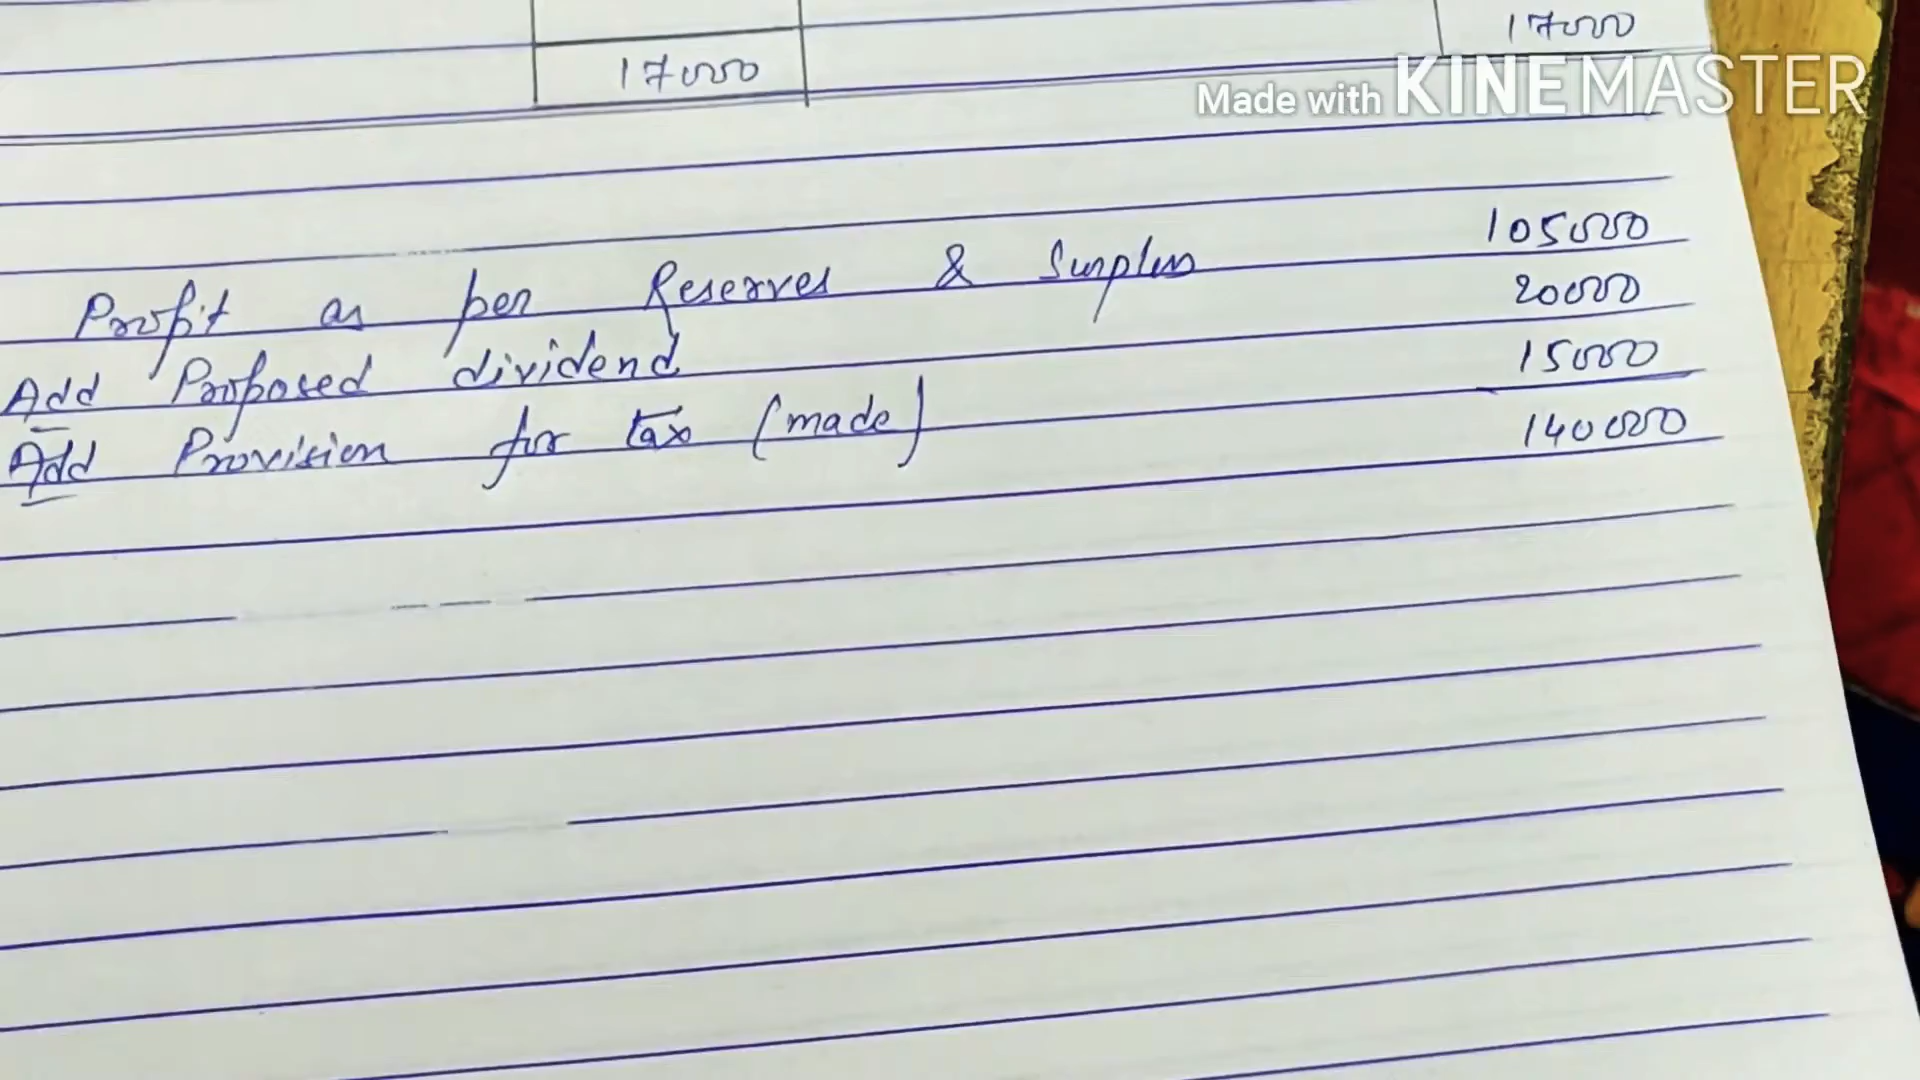 17000
17000
Made with KINEMASTER
Profit as per Reserves & Surplus 105000
Add Proposed dividend 20000
Add Provision for tax (made) 15000
140000